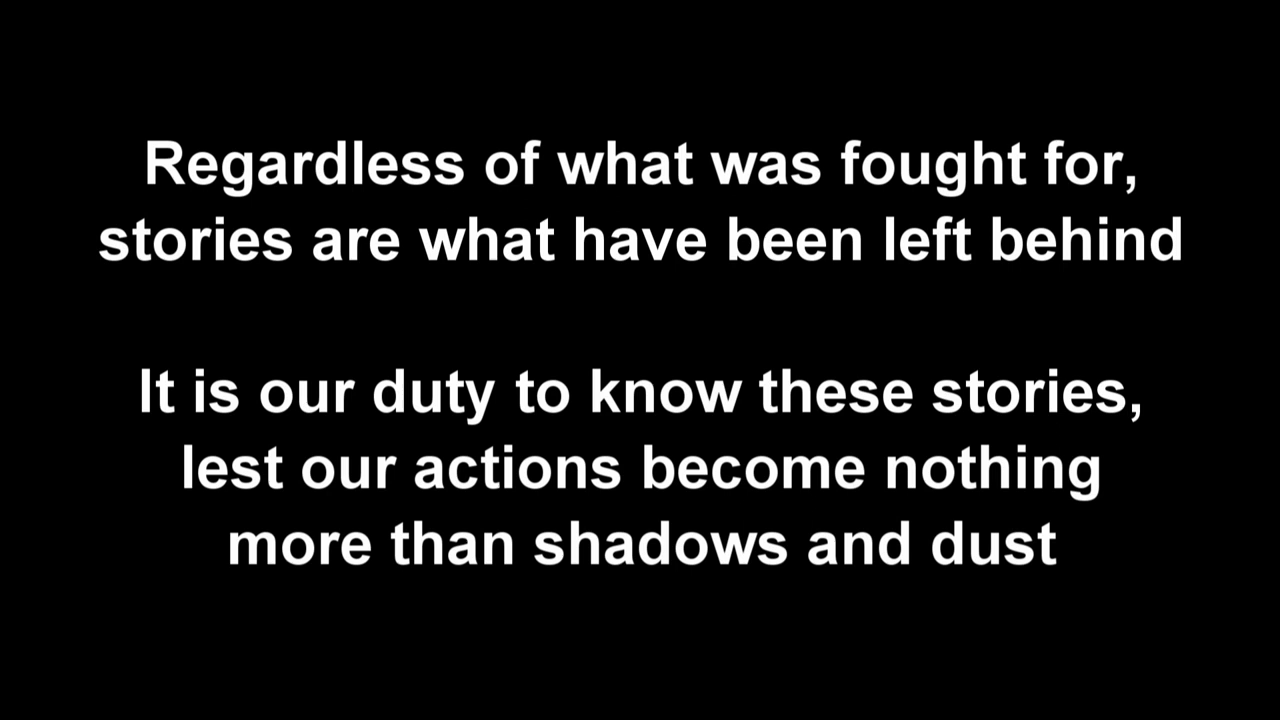 Regardless of what was fought for,
stories are what have been left behind
It is our duty to know these stories,
lest our actions become nothing
more than shadows and dust